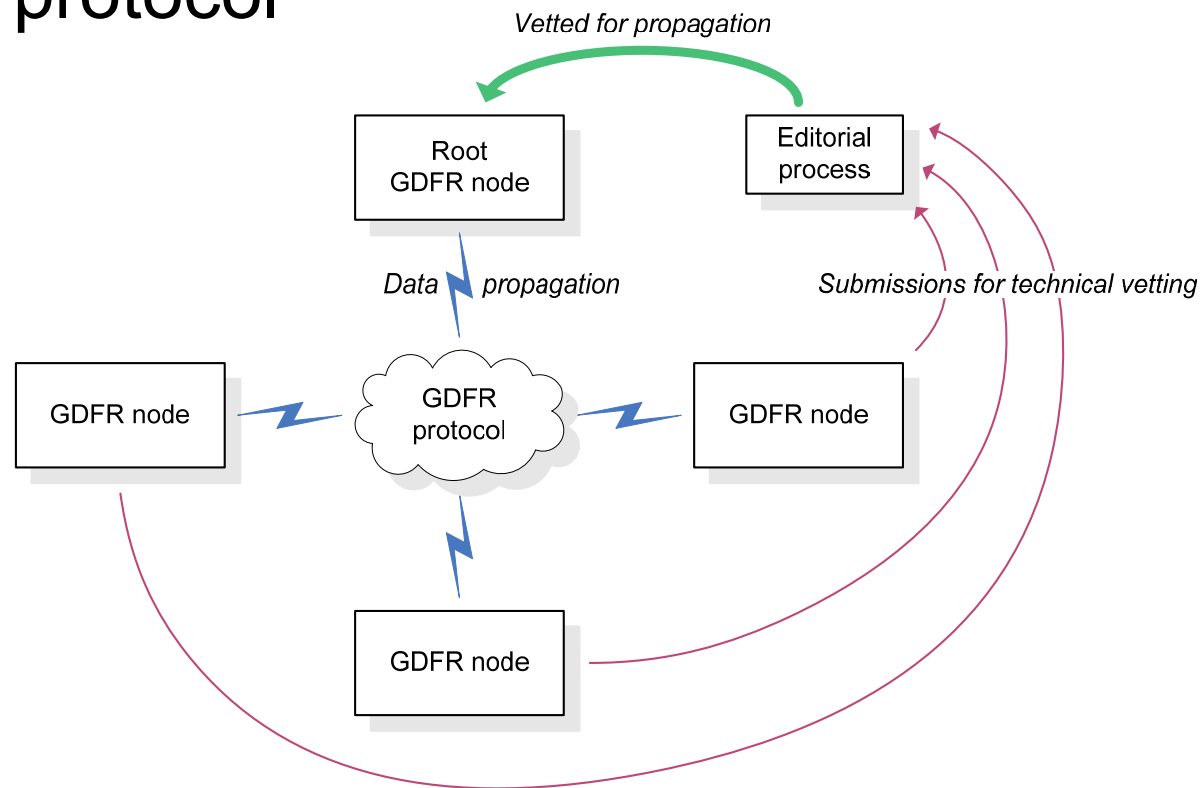 protocol
Vetted for propagation
Root
GDFR node
Editorial
process
Data propagation
Submissions for technical vetting
GDFR node
GDFR
protocol
GDFR node
GDFR node